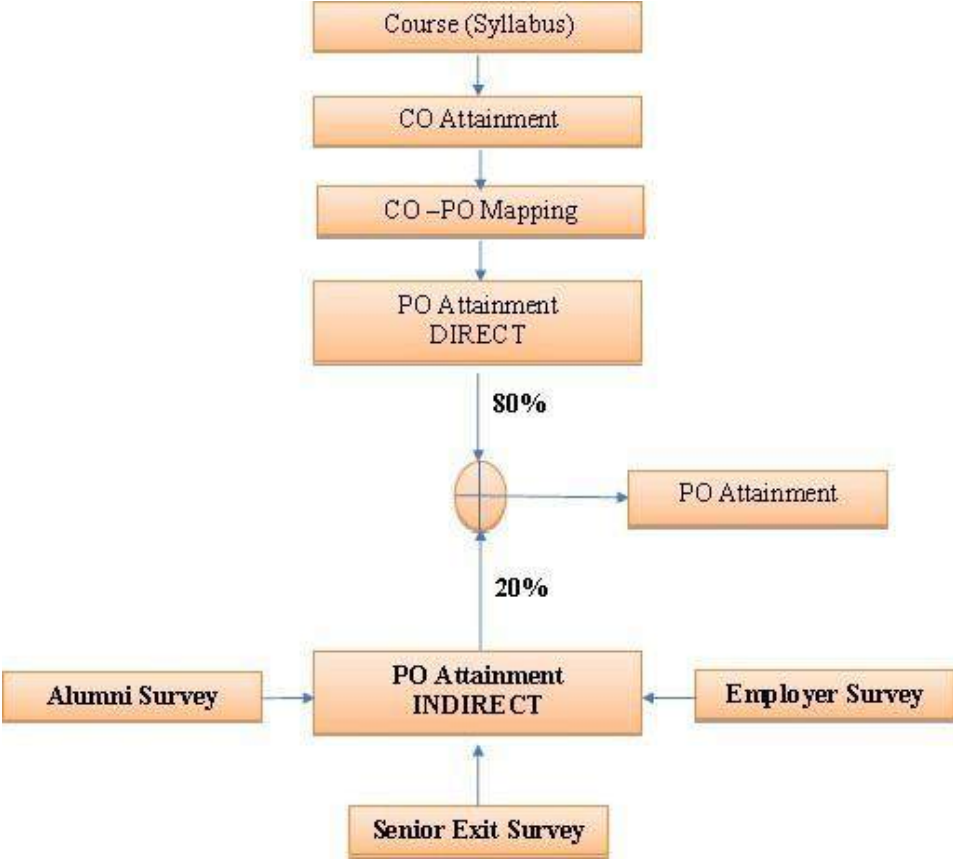 Course (Syllabus)
CO Attainment
CO –PO Mapping
PO Attainment
DIRECT
80%
PO Attainment
20%
PO Attainment
INDIRECT
Alumni Survey
Employer Survey
Senior Exit Survey